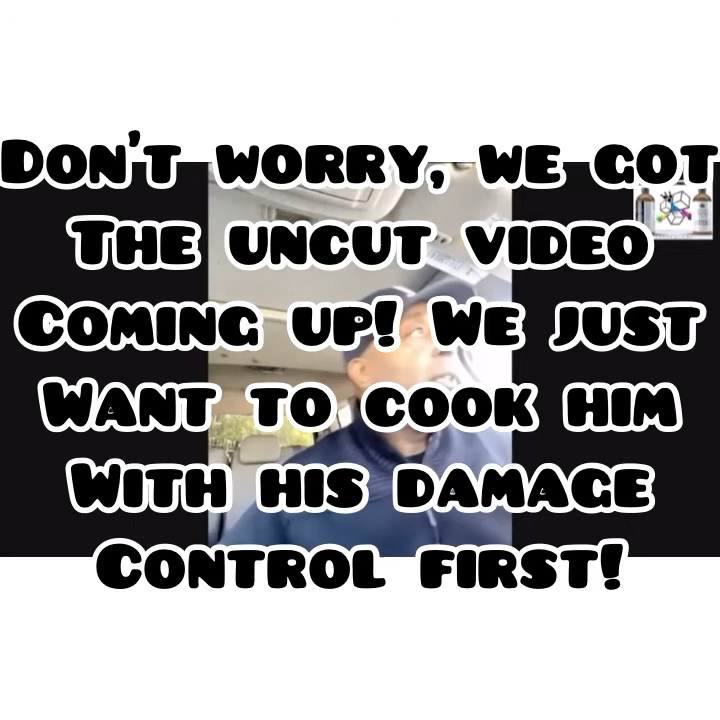 Don't worry, we got
The uncut video
Coming up! We just
Want to cook him
With his damage
Control first!